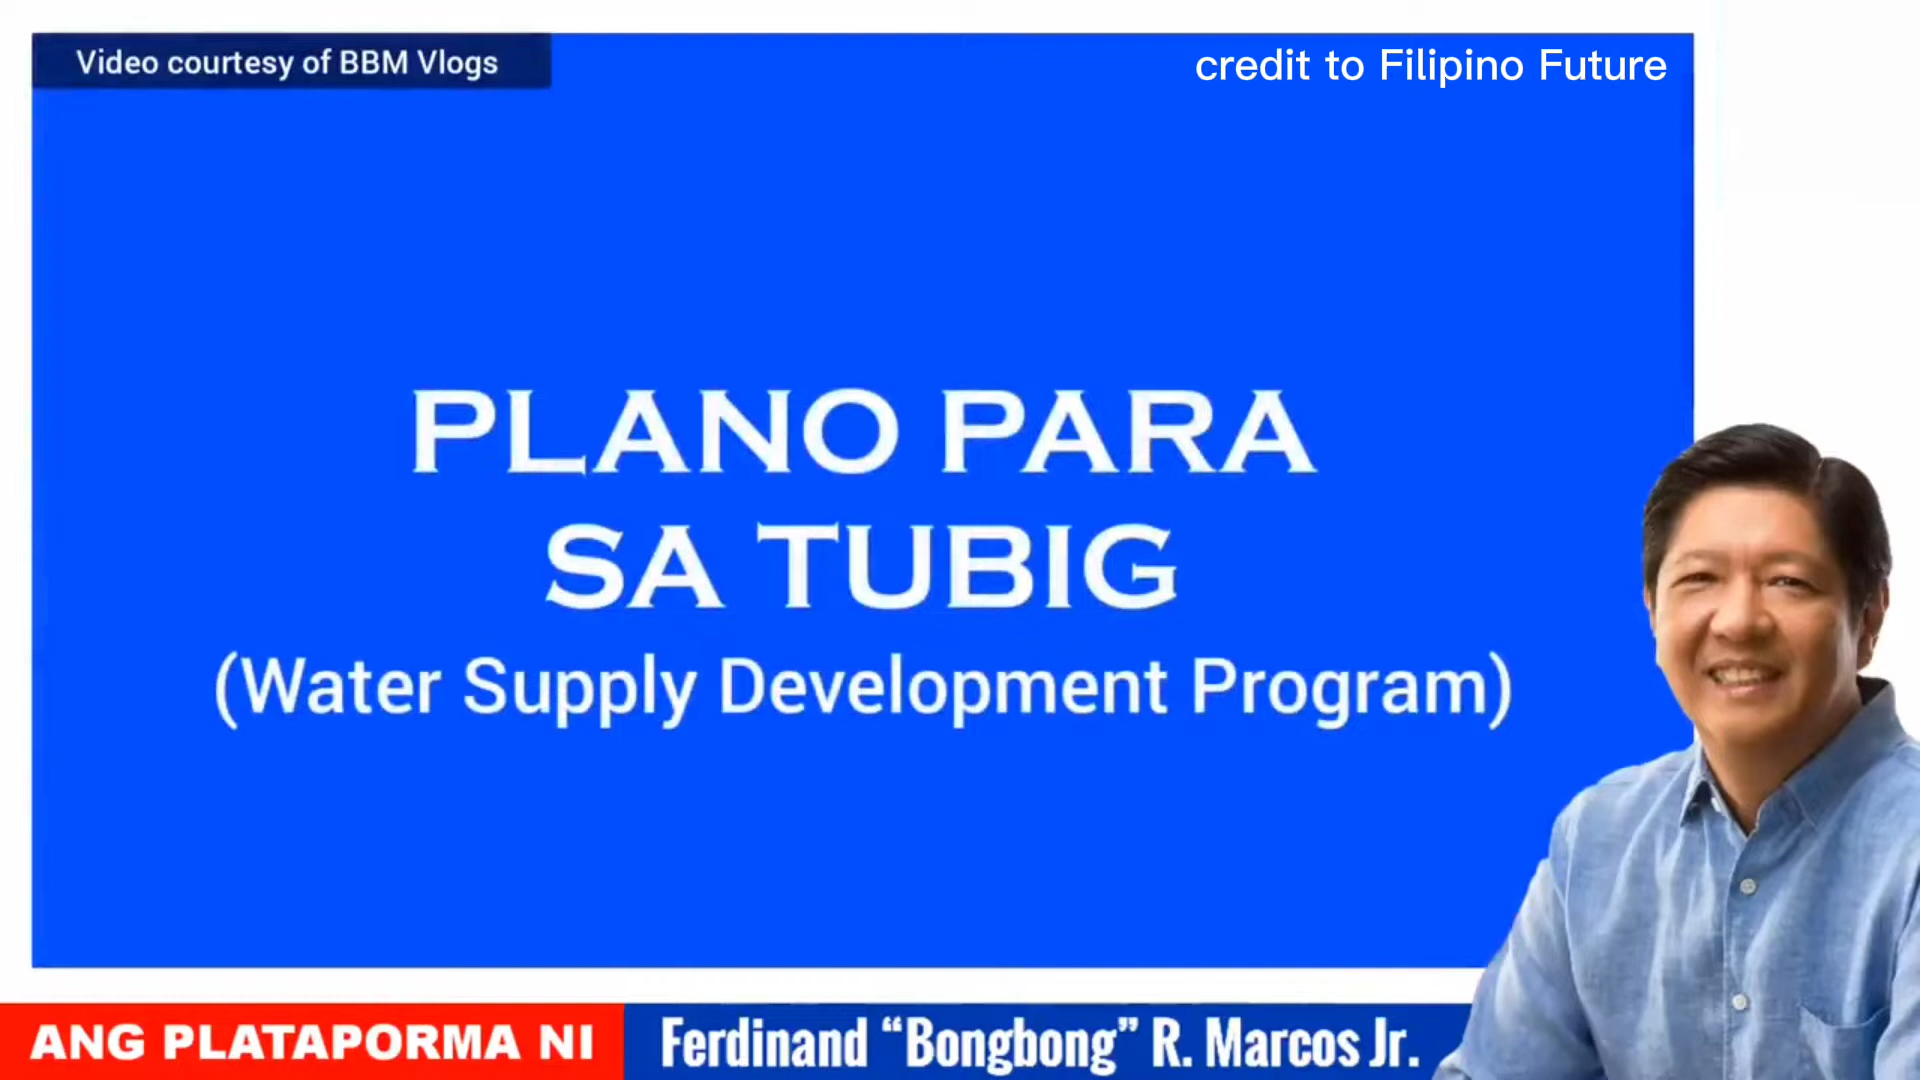 Video courtesy of BBM Vlogs
credit to Filipino Future
PLANO PARA
SA TUBIG
(Water Supply Development Program)
ANG PLATAPORMA NI
Ferdinand “Bongbong” R. Marcos Jr.